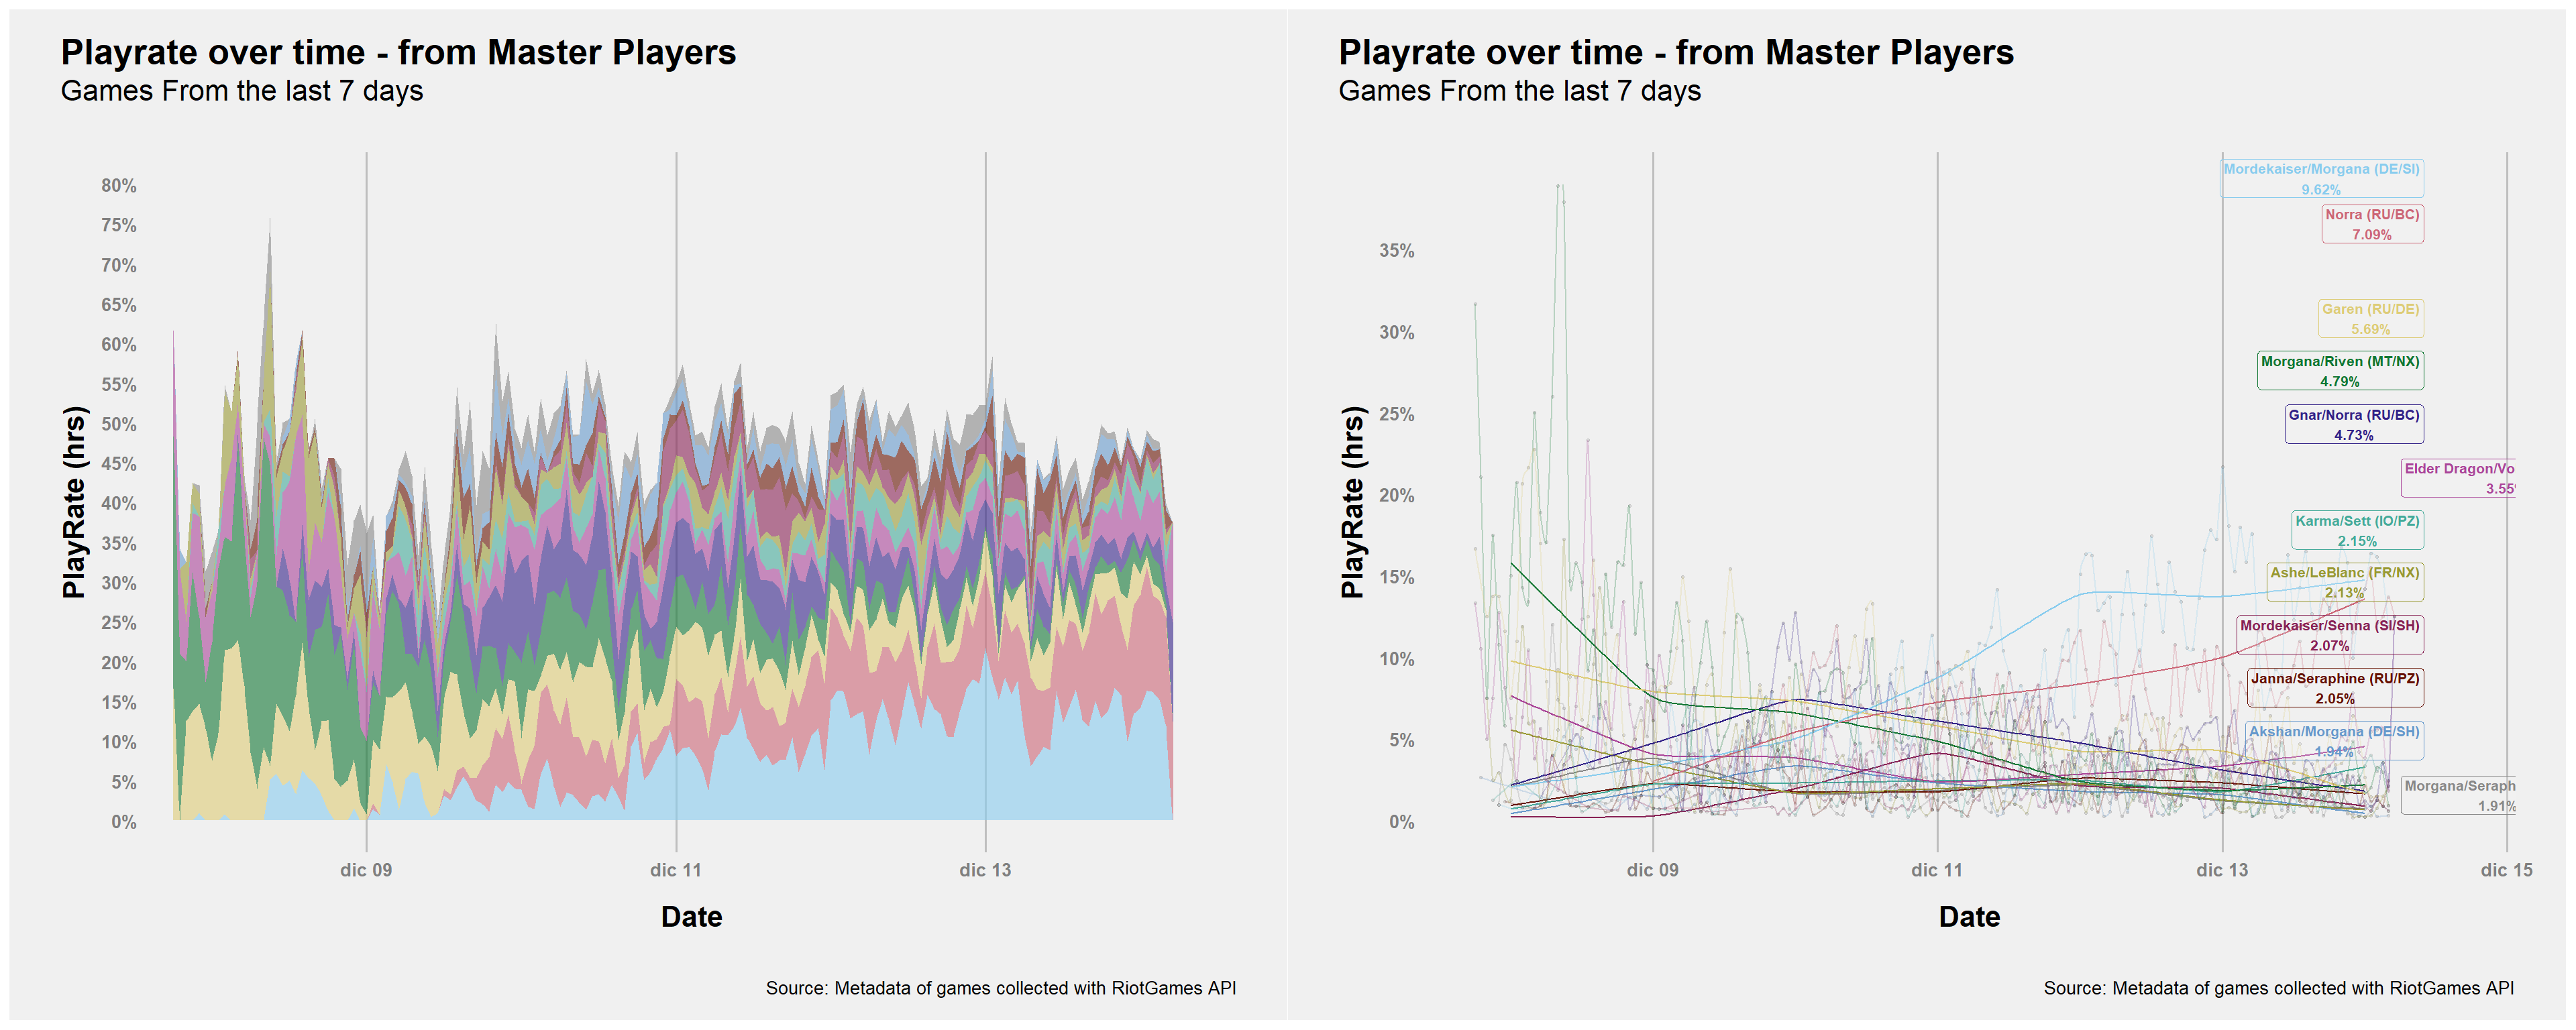 Playrate over time - from Master Players
Games From the last 7 days
80%
75%
70%
65%
60%
55%
50%
45%
40%
35%
30%
25%
20%
15%
10%
5%
0%
PlayRate (hrs)
dic 09
dic 11
dic 13
Date
Source: Metadata of games collected with RiotGames API
Playrate over time - from Master Players
Games From the last 7 days
35%
30%
25%
20%
15%
10%
5%
0%
PlayRate (hrs)
Mordekaiser/Morgana (DE/SI)
9.62%
Norra (RU/BC)
7.09%
Garen (RU/DE)
5.69%
Morgana/Riven (MT/NX)
4.79%
Gnar/Norra (RU/BC)
4.73%
Elder Dragon/Vo
3.55
Karma/Sett (IO/PZ)
2.15%
Ashe/LeBlanc (FR/NX)
2.13%
Mordekaiser/Senna (SI/SH)
2.07%
Janna/Seraphine (RU/PZ)
2.05%
Akshan/Morgana (DE/SH)
1.94%
Morgana/Seraph
1.91%
dic 09
dic 11
dic 13
dic 15
Date
Source: Metadata of games collected with RiotGames API